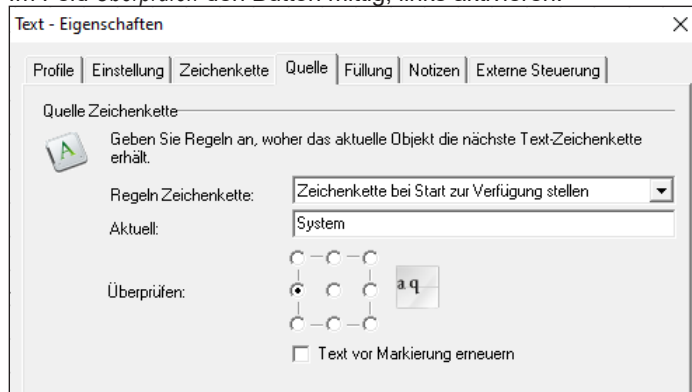 Im Feld Überprüfen den Button mittig, links aktivieren.
Text - Eigenschaften
Profile Einstellung Zeichenkette Quelle Füllung Notizen Externe Steuerung
Quelle Zeichenkette
Geben Sie Regeln an, woher das aktuelle Objekt die nächste Text-Zeichenkette
erhält.
Regeln Zeichenkette: Zeichenkette bei Start zur Verfügung stellen
Aktuell: System
Überprüfen: a q
Text vor Markierung erneuern